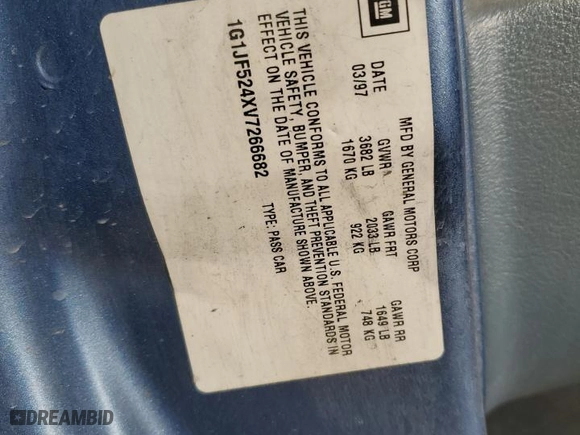 GM
MFD BY GENERAL MOTORS CORP
DATE GVWR GAWR FRT GAWR RR
03/97 3682 LB 2033 LB 1649 LB
1670 KG 922 KG 748 KG
THIS VEHICLE CONFORMS TO ALL APPLICABLE U.S. FEDERAL MOTOR
VEHICLE SAFETY, BUMPER, AND THEFT PREVENTION STANDARDS IN
EFFECT ON THE DATE OF MANUFACTURE SHOWN ABOVE.
1G1JF524XV7266682 TYPE: PASS CAR
DREAMBID